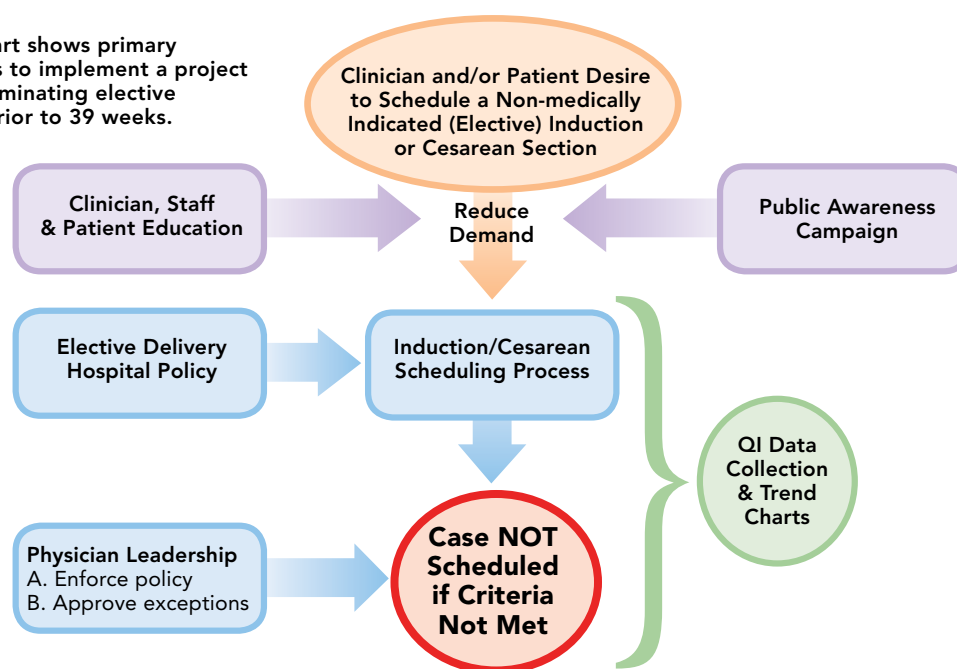 art shows primary
s to implement a project
minating elective
rior to 39 weeks.
Clinician and/or Patient Desire
to Schedule a Non-medically
Indicated (Elective) Induction
or Cesarean Section
Clinician, Staff
& Patient Education
Reduce
Demand
Public Awareness
Campaign
Elective Delivery
Hospital Policy
Induction/Cesarean
Scheduling Process
QI Data
Collection
& Trend
Charts
Physician Leadership
A. Enforce policy
B. Approve exceptions
Case NOT
Scheduled
if Criteria
Not Met